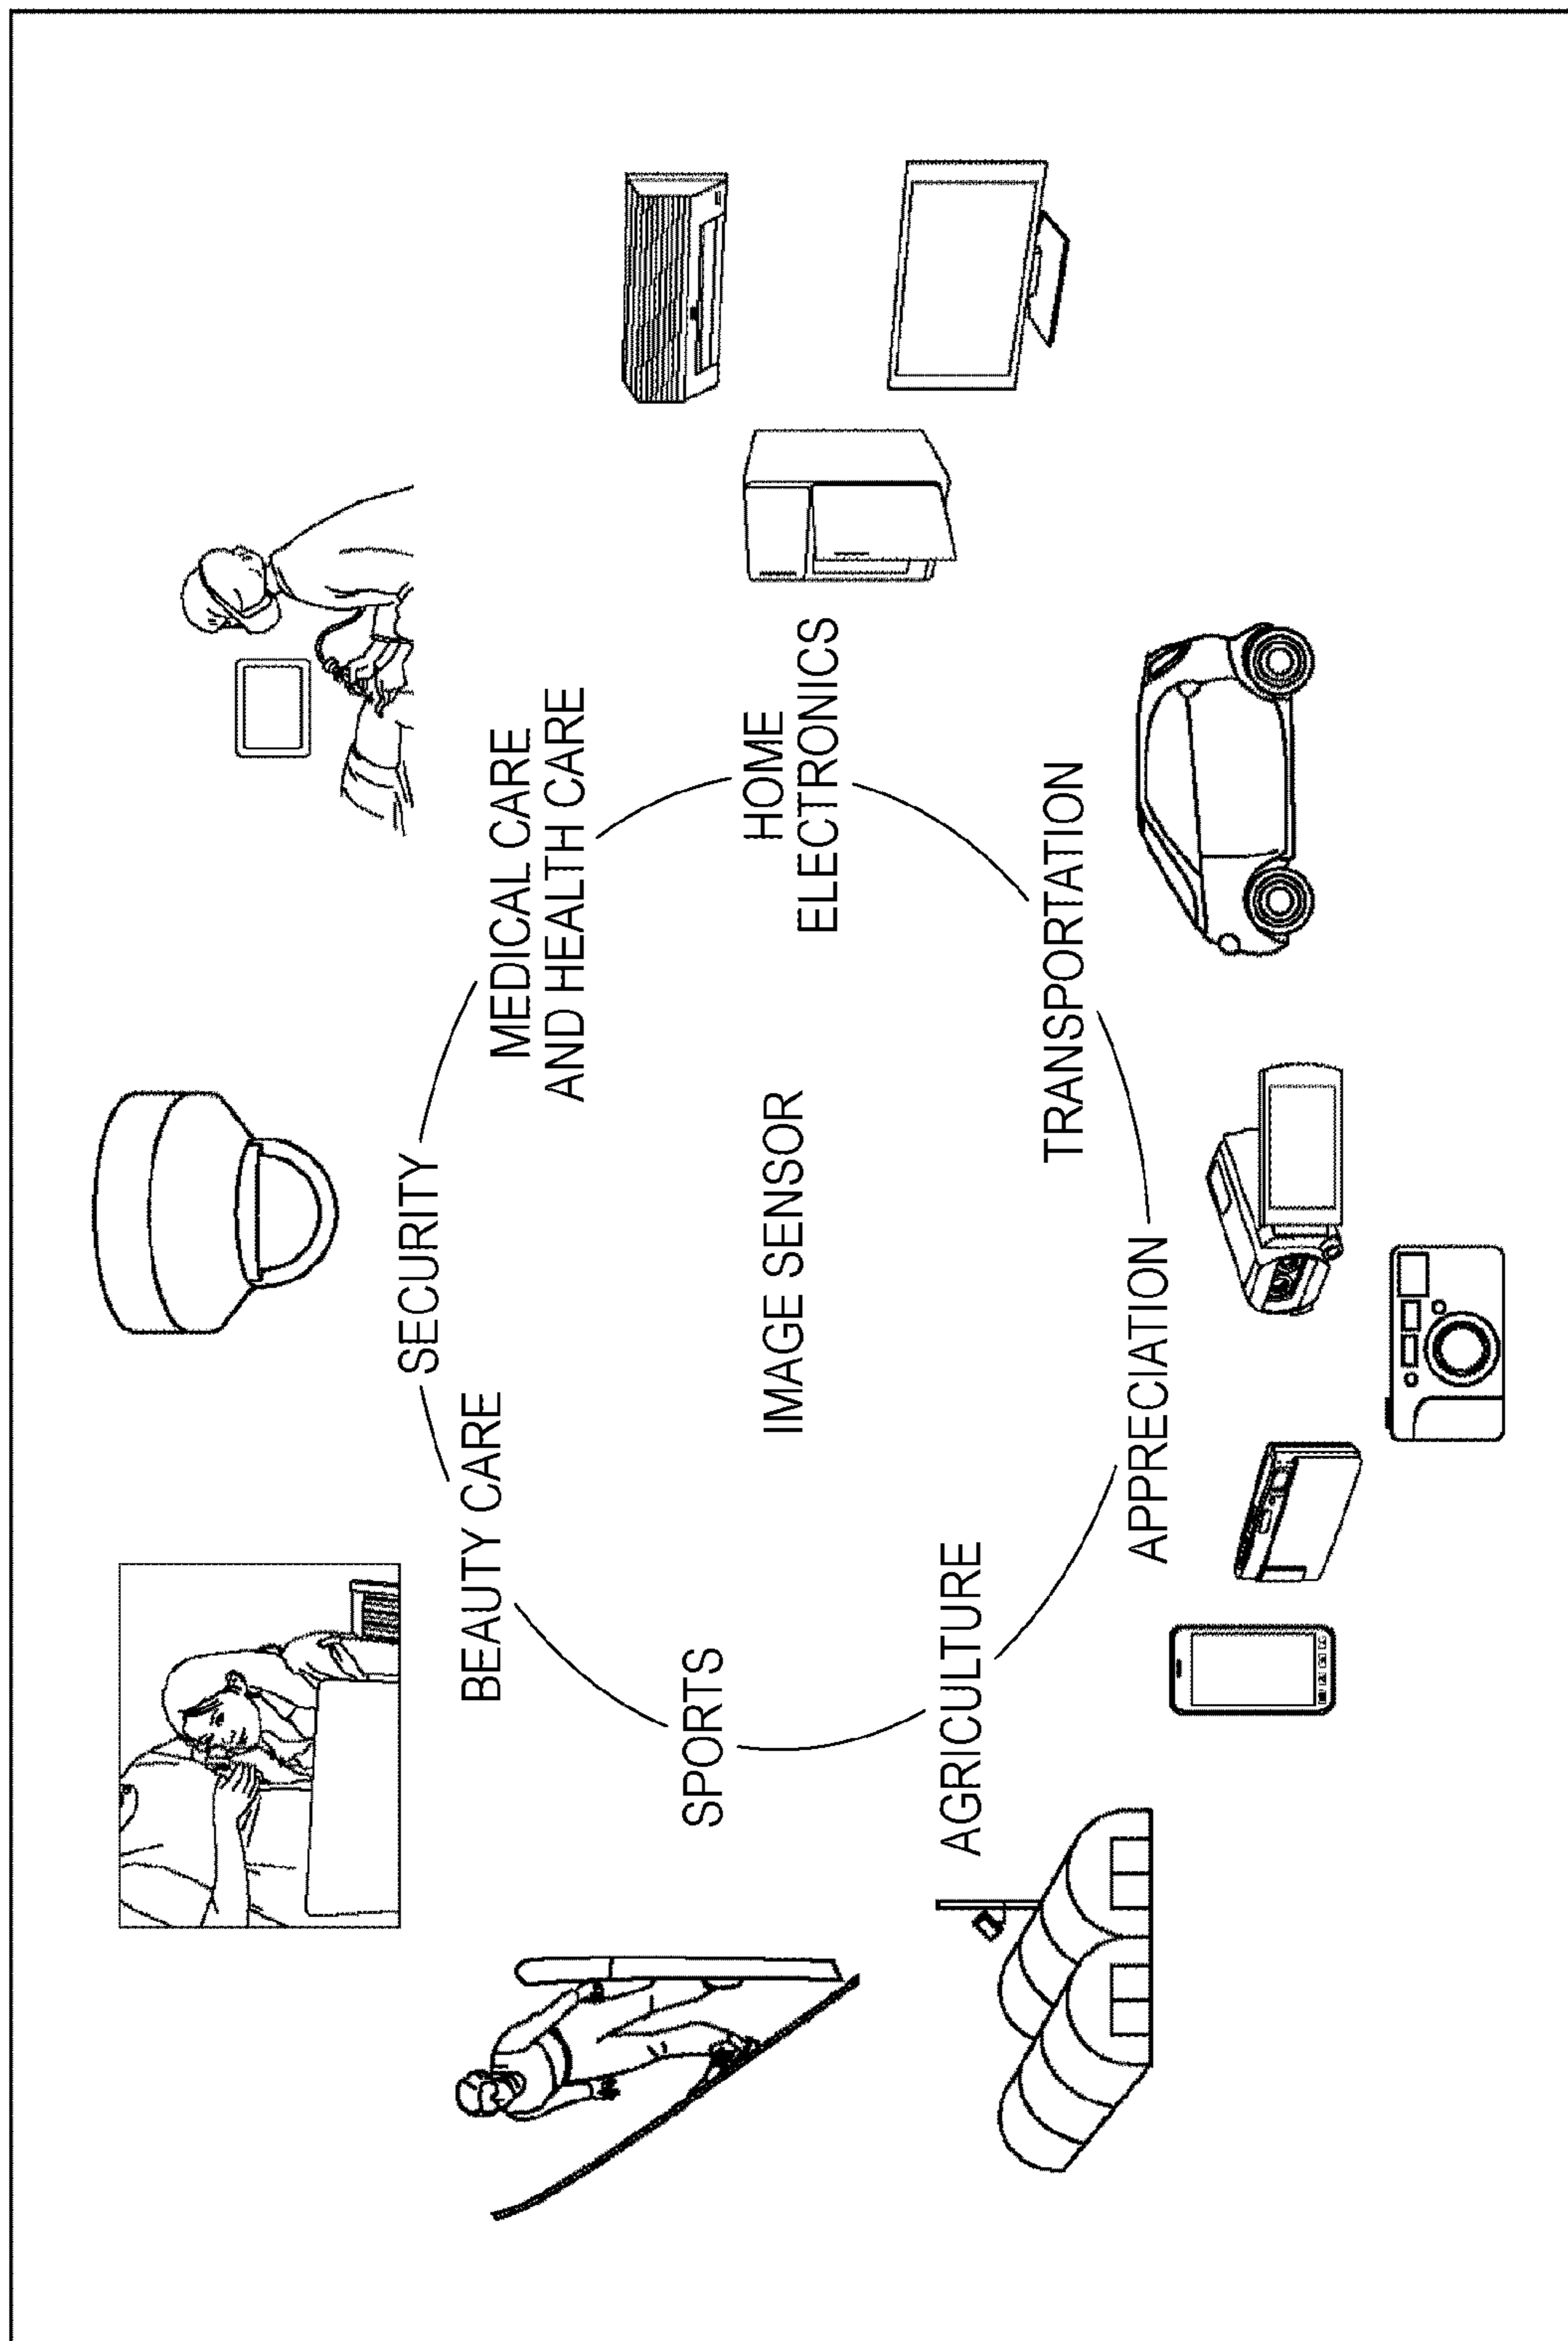 SECURITY
BEAUTY CARE
MEDICAL CARE
AND HEALTH CARE
SPORTS
IMAGE SENSOR
HOME
ELECTRONICS
AGRICULTURE
TRANSPORTATION
APPRECIATION